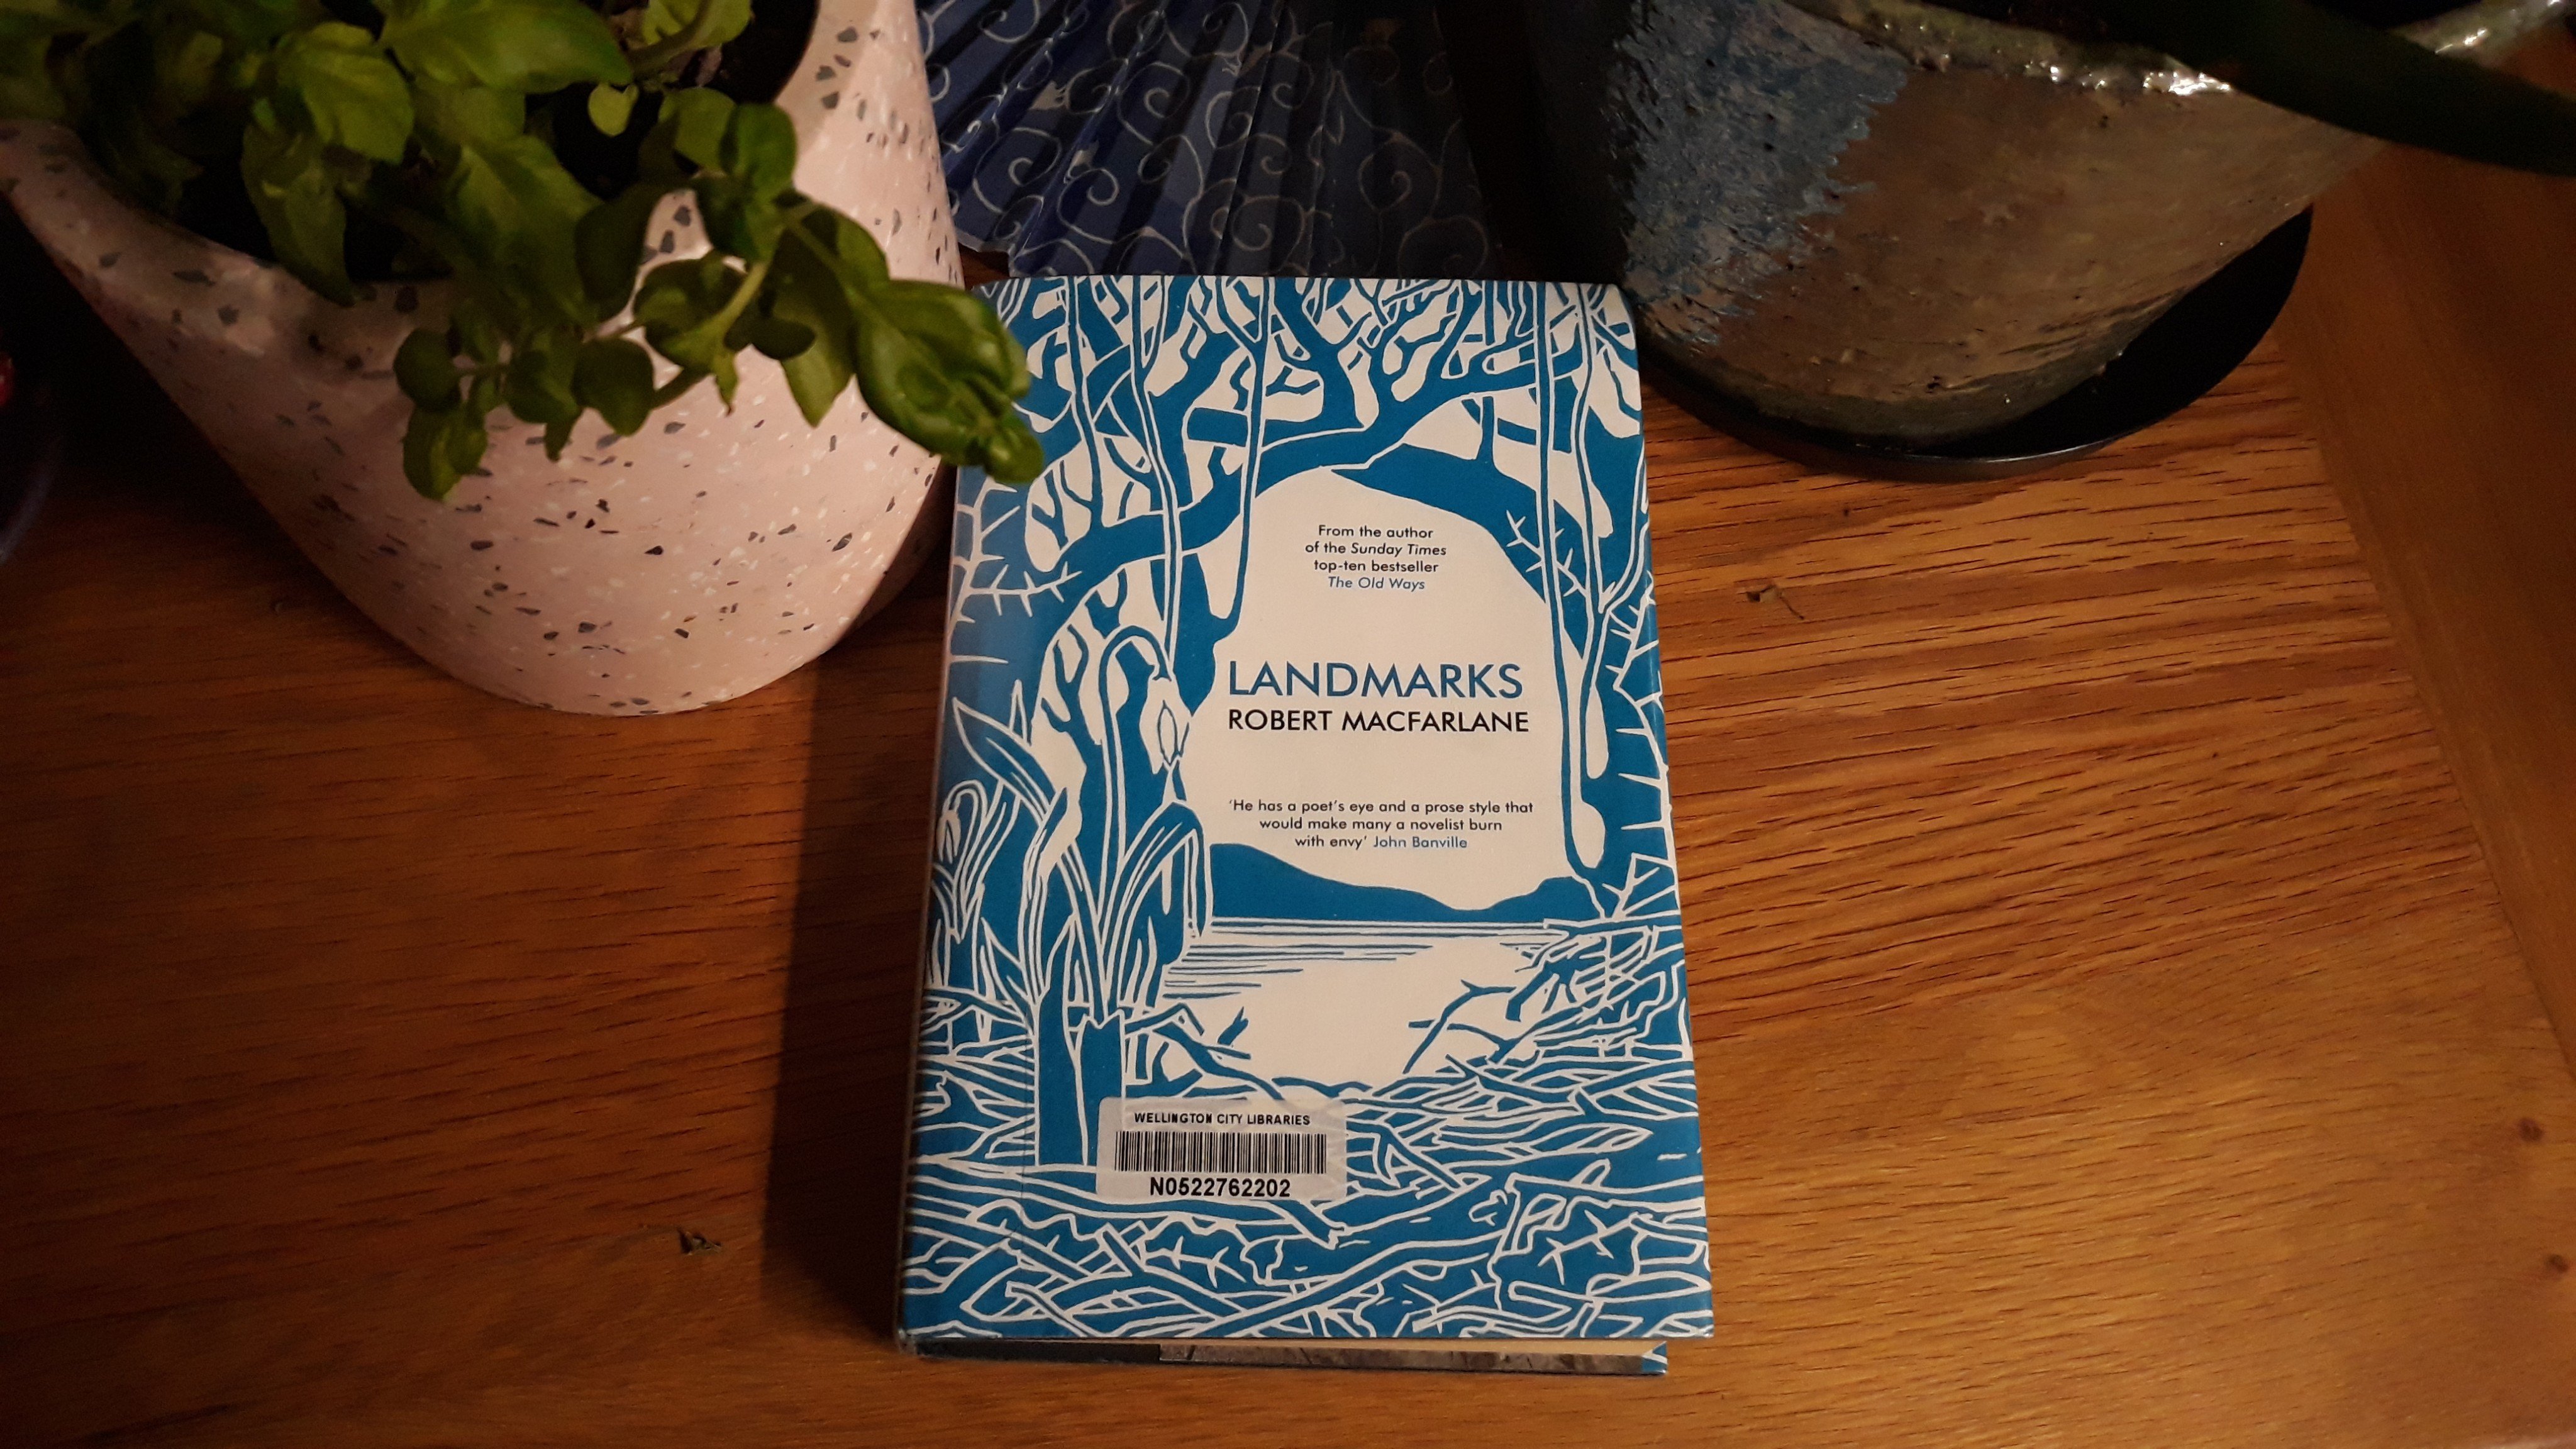 From the author
of the Sunday Times
top-ten bestseller
The Old Ways
LANDMARKS
ROBERT MACFARLANE
‘He has a poet’s eye and a prose style that
would make many a novelist burn
with envy’ John Banville
WELLINGTON CITY LIBRARIES
N0522762202